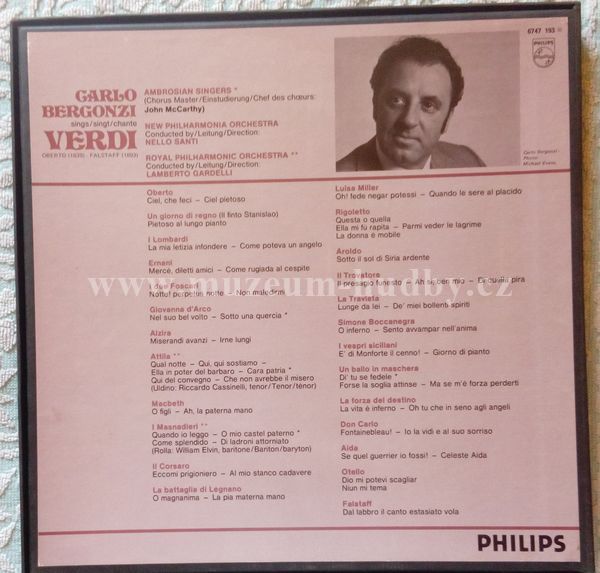 6747 193
PHILIPS
CARLO
BERGONZI
sings/singt/chante
VERDI
OBERTO (1839) - FALSTAFF (1893)
AMBROSIAN SINGERS *
(Chorus Master/Einstudierung/Chef des chœurs:
John McCarthy)
NEW PHILHARMONIA ORCHESTRA
Conducted by/Leitung/Direction:
NELLO SANTI
ROYAL PHILHARMONIC ORCHESTRA **
Conducted by/Leitung/Direction:
LAMBERTO GARDELLI
Carlo Bergonzi
Photo:
Michael Evans
Oberto
Ciel, che feci – Ciel pietoso
Un giorno di regno (Il finto Stanislao)
Pietoso al lungo pianto
I Lombardi
La mia letizia infondere – Come poteva un angelo
Ernani
Mercè, diletti amici – Come rugiada al cespite
I due Foscari
Notte! perpetua notte – Non maledirmi
Giovanna d'Arco
Nel suo bel volto – Sotto una quercia *
Alzira
Miserandi avanzi – Irne lungi
Attila **
Qual notte – Qui, qui sostiamo –
Ella in poter del barbaro – Cara patria *
Qui del convegno – Che non avrebbe il misero
(Uldino: Riccardo Cassinelli, tenor/Tenor/ténor)
Macbeth
O figli – Ah, la paterna mano
I Masnadieri **
Quando io leggo – O mio castel paterno *
Come splendido – Di ladroni attorniato
(Rolla: William Elvin, baritone/Bariton/baryton)
Il Corsaro
Eccomi prigioniero – Al mio stanco cadavere
La battaglia di Legnano
O magnanima – La pia materna mano
Luisa Miller
Oh! fede negar potessi – Quando le sere al placido
Rigoletto
Questa o quella
Ella mi fù rapita – Parmi veder le lagrime
La donna è mobile
Aroldo
Sotto il sol di Siria ardente
Il Trovatore
Il presagio funesto – Ah sì, ben mio – Di quella pira
La Traviata
Lunge da lei – De' miei bollenti spiriti
Simone Boccanegra
O inferno – Sento avvampar nell'anima
I vespri siciliani
E' di Monforte il cenno! – Giorno di pianto
Un ballo in maschera
Di' tu se fedele *
Forse la soglia attinse – Ma se m'è forza perderti
La forza del destino
La vita è inferno – Oh tu che in seno agli angeli
Don Carlo
Fontainebleau! – Io la vidi e al suo sorriso
Aida
Se quel guerrier io fossi! – Celeste Aida
Otello
Dio mi potevi scagliar
Niun mi tema
Falstaff
Dal labbro il canto estasiato vola
www.muzeum-hudby.cz
PHILIPS